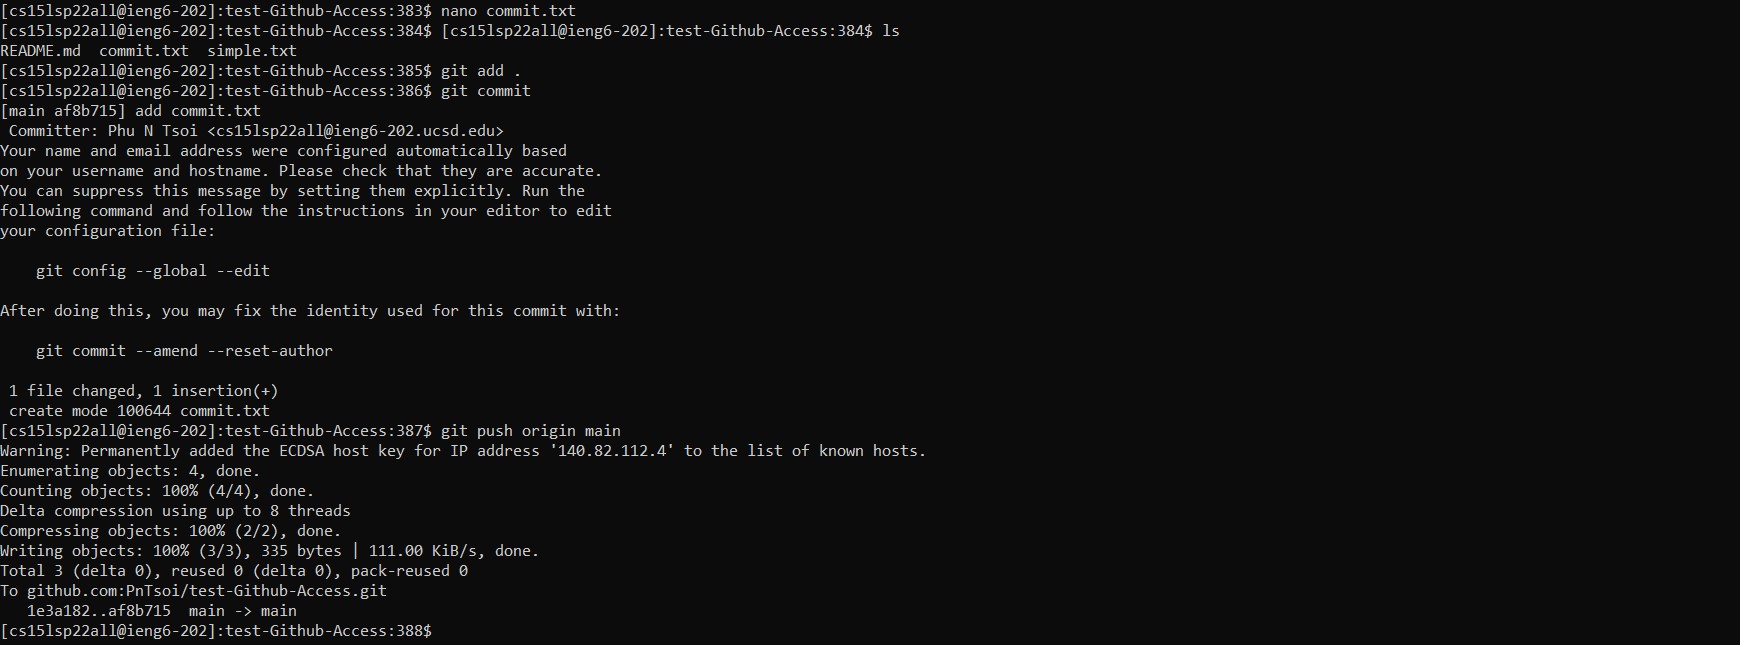 [cs15lsp22all@ieng6-202]:test-Github-Access:383$ nano commit.txt
[cs15lsp22all@ieng6-202]:test-Github-Access:384$ [cs15lsp22all@ieng6-202]:test-Github-Access:384$ ls
README.md  commit.txt  simple.txt
[cs15lsp22all@ieng6-202]:test-Github-Access:385$ git add .
[cs15lsp22all@ieng6-202]:test-Github-Access:386$ git commit
[main af8b715] add commit.txt
 Committer: Phu N Tsoi <cs15lsp22all@ieng6-202.ucsd.edu>
Your name and email address were configured automatically based
on your username and hostname. Please check that they are accurate.
You can suppress this message by setting them explicitly. Run the
following command and follow the instructions in your editor to edit
your configuration file:
    git config --global --edit
After doing this, you may fix the identity used for this commit with:
    git commit --amend --reset-author
 1 file changed, 1 insertion(+)
 create mode 100644 commit.txt
[cs15lsp22all@ieng6-202]:test-Github-Access:387$ git push origin main
Warning: Permanently added the ECDSA host key for IP address '140.82.112.4' to the list of known hosts.
Enumerating objects: 4, done.
Counting objects: 100% (4/4), done.
Delta compression using up to 8 threads
Compressing objects: 100% (2/2), done.
Writing objects: 100% (3/3), 335 bytes | 111.00 KiB/s, done.
Total 3 (delta 0), reused 0 (delta 0), pack-reused 0
To github.com:PnTsoi/test-Github-Access.git
   1e3a182..af8b715  main -> main
[cs15lsp22all@ieng6-202]:test-Github-Access:388$